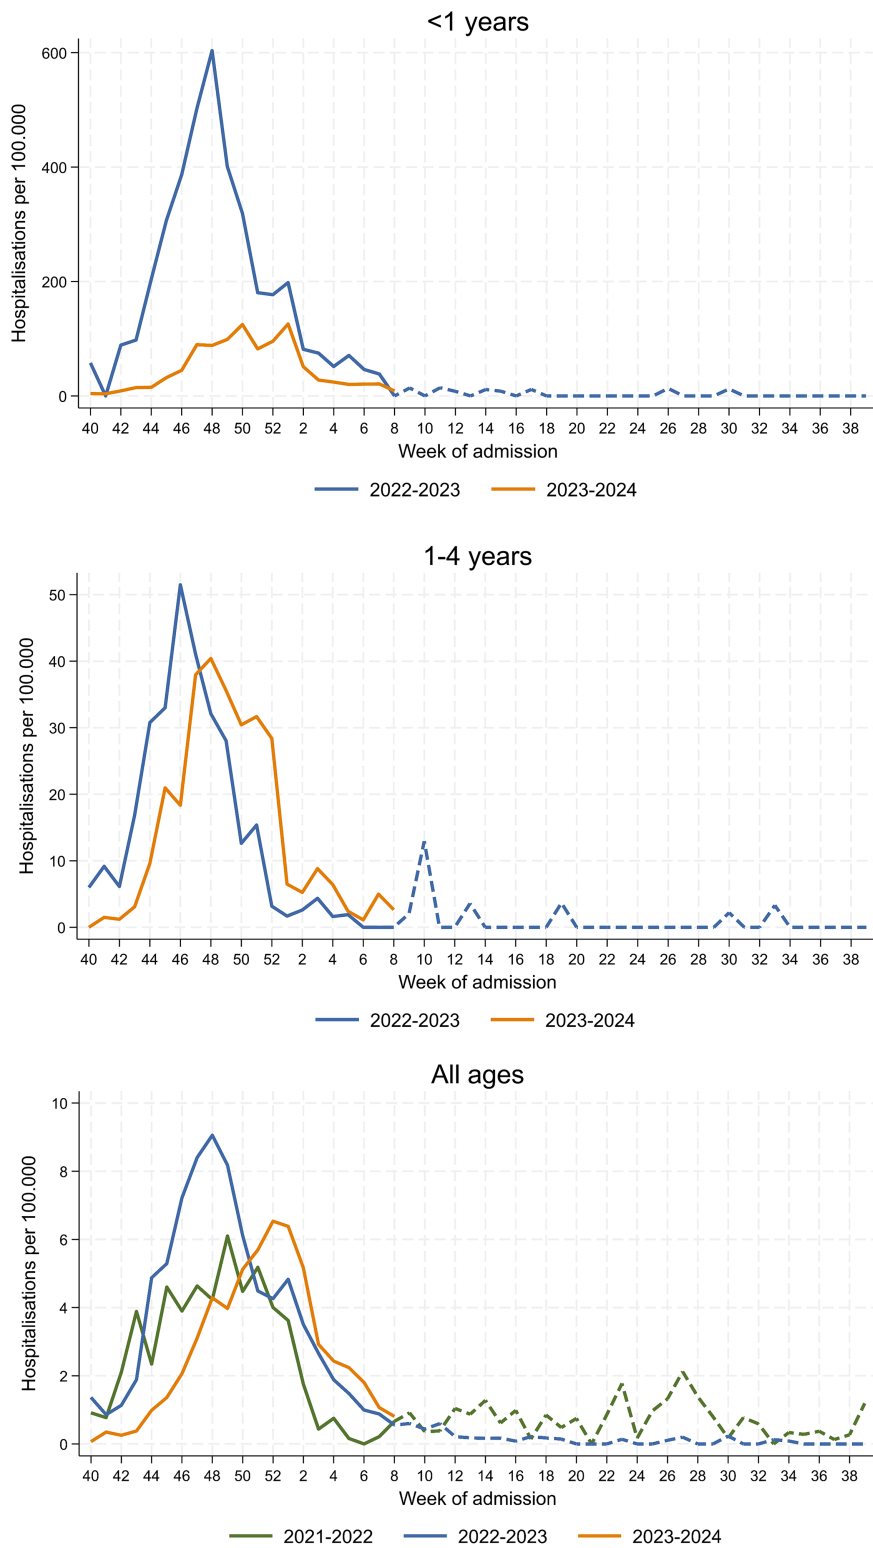 <1 years
Hospitalisations per 100.000
600
400
200
0
40 42 44 46 48 50 52 2 4 6 8 10 12 14 16 18 20 22 24 26 28 30 32 34 36 38
Week of admission
2022-2023 2023-2024
1-4 years
Hospitalisations per 100.000
50
40
30
20
10
0
40 42 44 46 48 50 52 2 4 6 8 10 12 14 16 18 20 22 24 26 28 30 32 34 36 38
Week of admission
2022-2023 2023-2024
All ages
Hospitalisations per 100.000
10
8
6
4
2
0
40 42 44 46 48 50 52 2 4 6 8 10 12 14 16 18 20 22 24 26 28 30 32 34 36 38
Week of admission
2021-2022 2022-2023 2023-2024